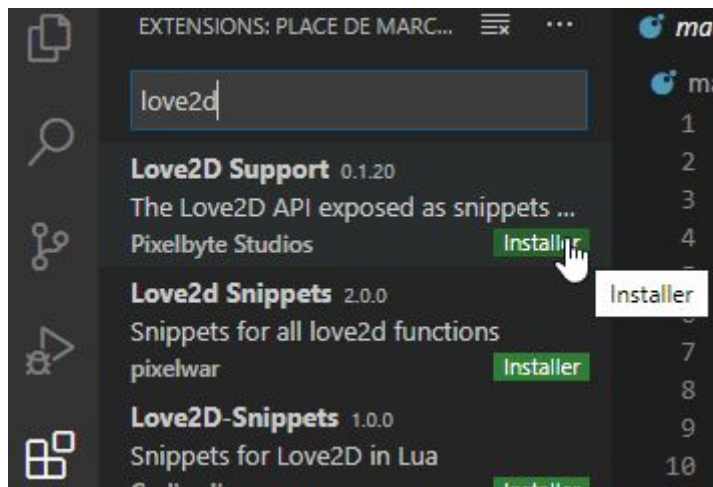 EXTENSIONS: PLACE DE MARC...
ma
love2d
ma
Love2D Support 0.1.20
The Love2D API exposed as snippets ...
Pixelbyte Studios Installer
Installer
Love2d Snippets 2.0.0
Snippets for all love2d functions
pixelwar Installer
Love2D-Snippets 1.0.0
Snippets for Love2D in Lua
1
2
3
4
7
8
9
10